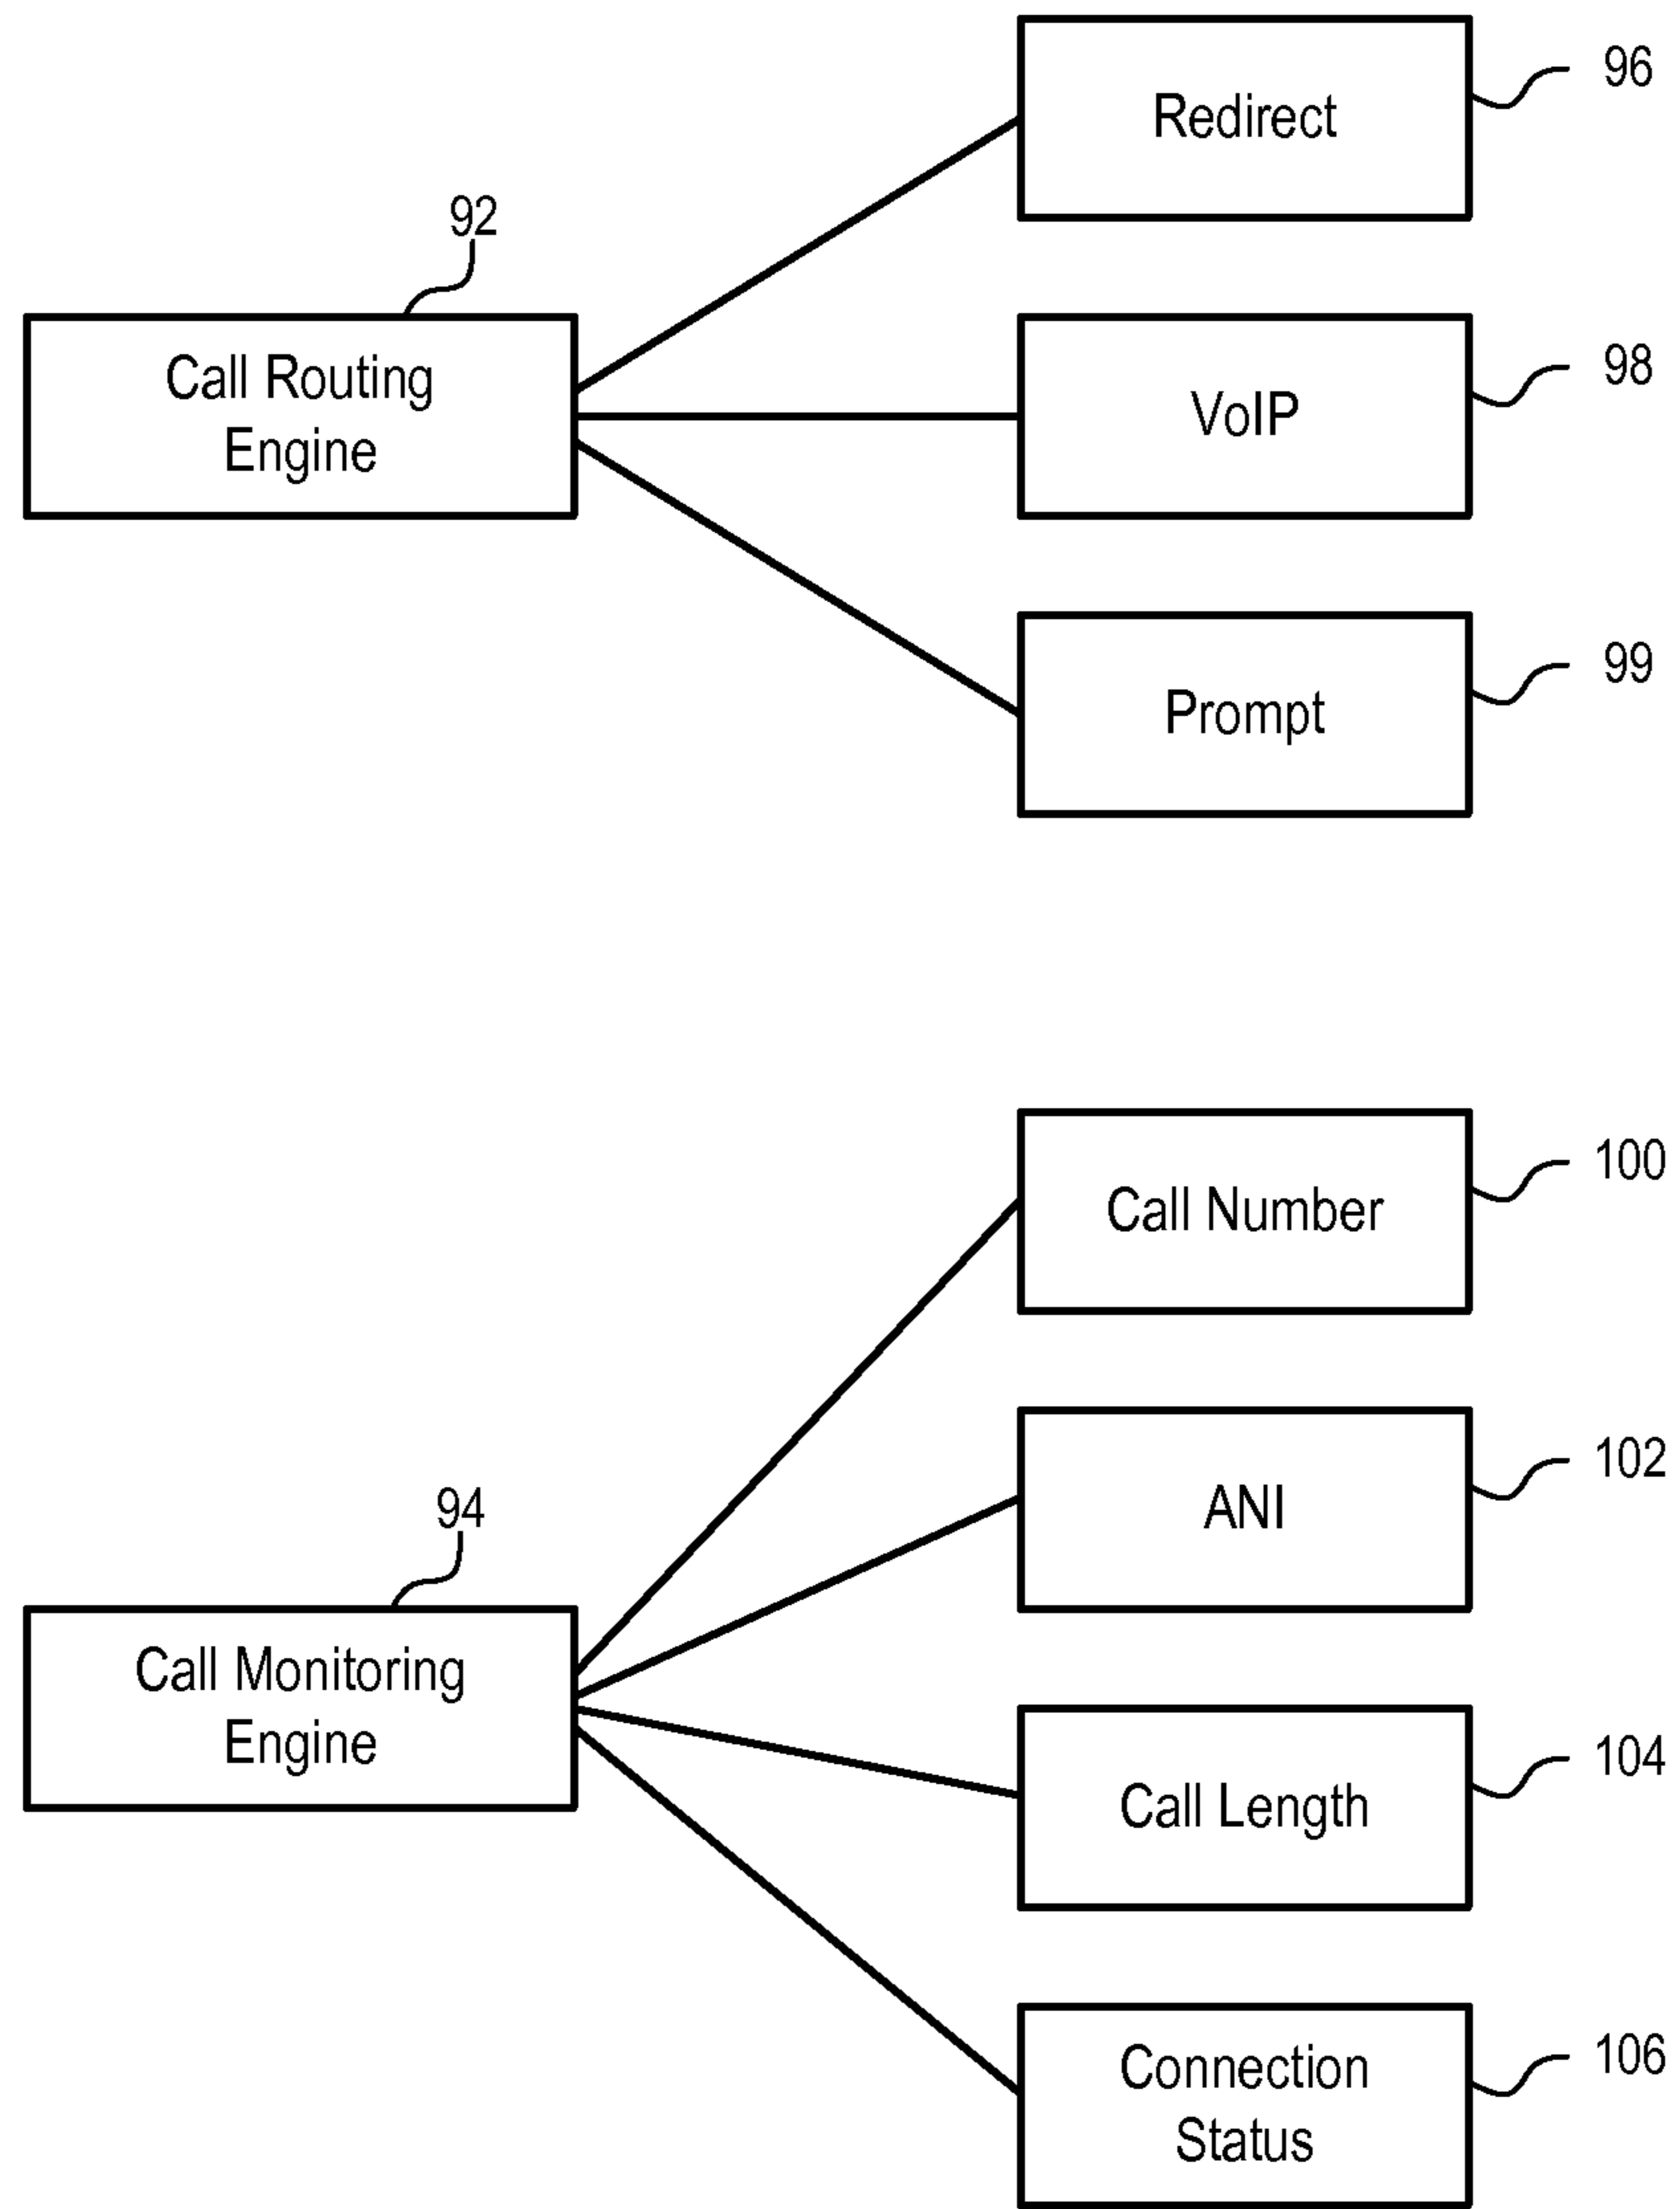 96
Redirect
92
98
Call Routing
Engine
VoIP
99
Prompt
100
Call Number
102
ANI
94
Call Monitoring
Engine
104
Call Length
106
Connection
Status